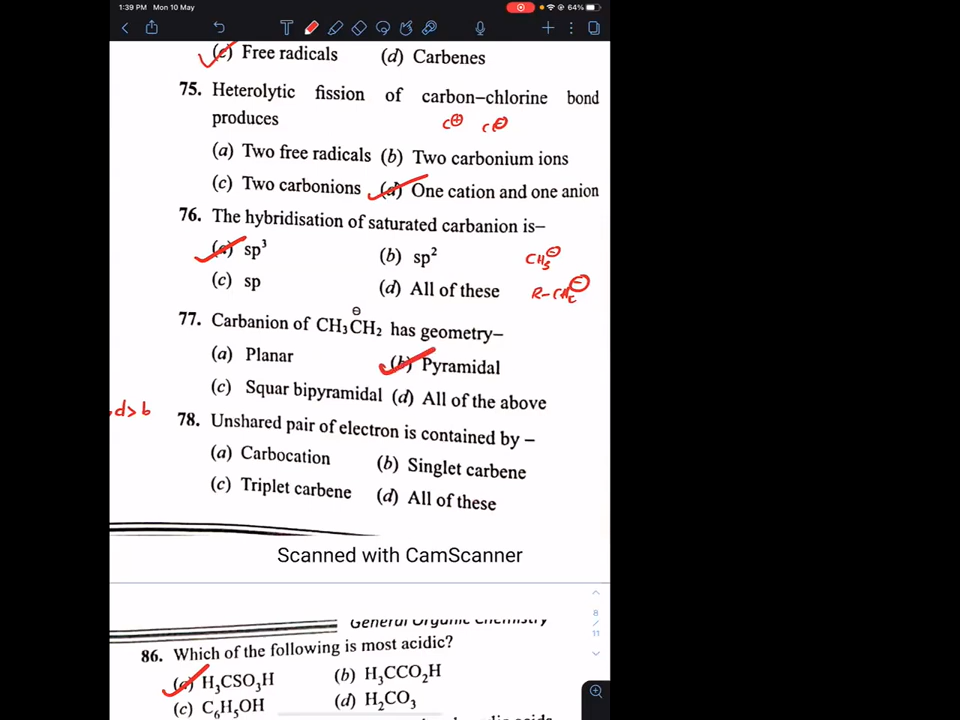 1:39 PM Mon 10 May
64%
(c) Free radicals (d) Carbenes
75. Heterolytic fission of carbon–chlorine bond
produces
C⊕ Cl⊖
(a) Two free radicals (b) Two carbonium ions
(c) Two carbonions (d) One cation and one anion
76. The hybridisation of saturated carbanion is–
(a) sp³ (b) sp²
CH₃⊖
(c) sp (d) All of these
R–CH₂⊖
77. Carbanion of CH₃C⊖H₂ has geometry–
(a) Planar (b) Pyramidal
(c) Squar bipyramidal (d) All of the above
d>b
78. Unshared pair of electron is contained by –
(a) Carbocation (b) Singlet carbene
(c) Triplet carbene (d) All of these
Scanned with CamScanner
General Organic Chemistry
8
/
11
86. Which of the following is most acidic?
(a) H₃CSO₃H (b) H₃CCO₂H
(c) C₆H₅OH (d) H₂CO₃